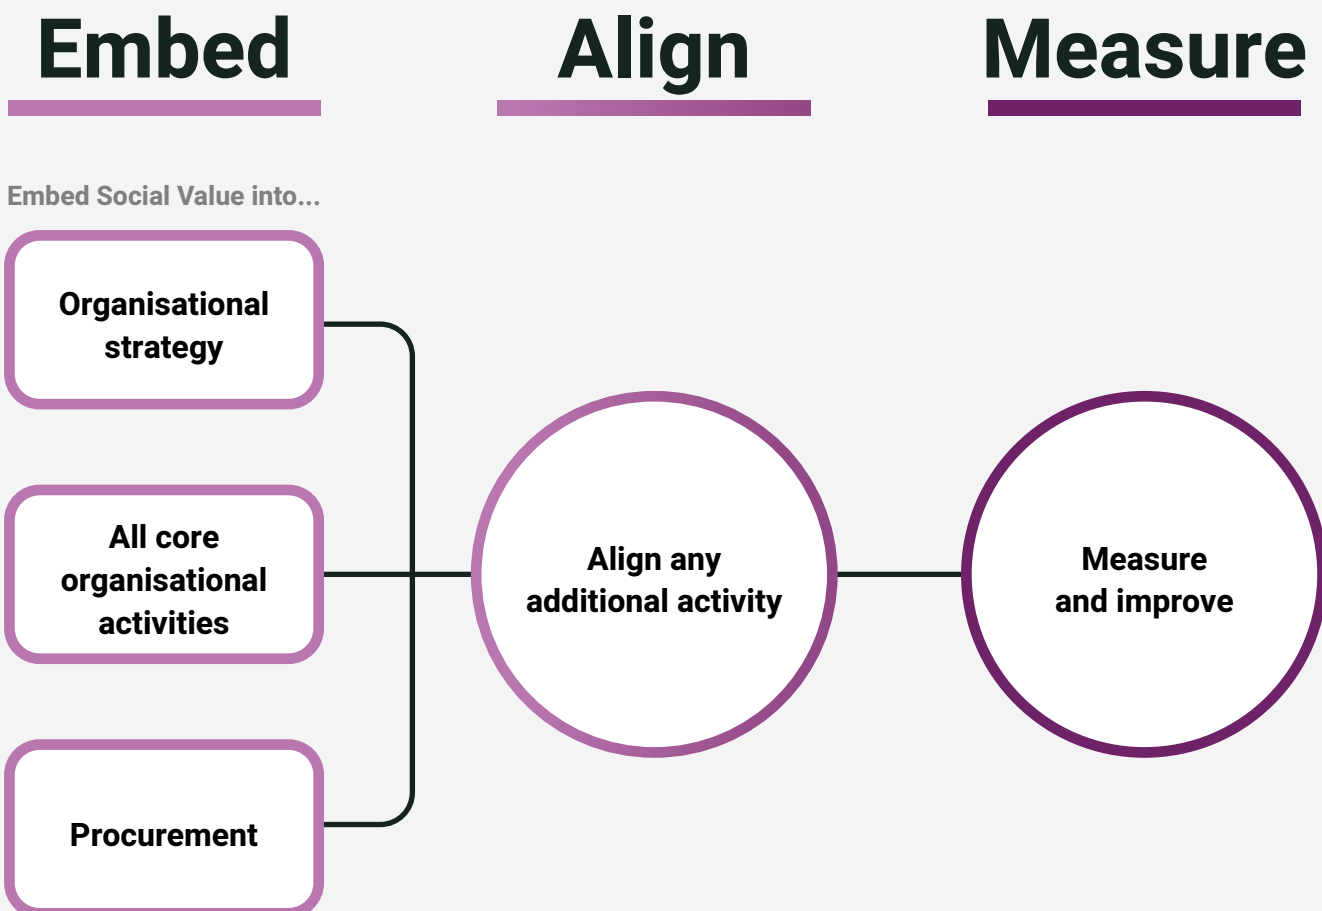 Embed
Align
Measure
Embed Social Value into...
Organisational
strategy
All core
organisational
activities
Procurement
Align any
additional activity
Measure
and improve